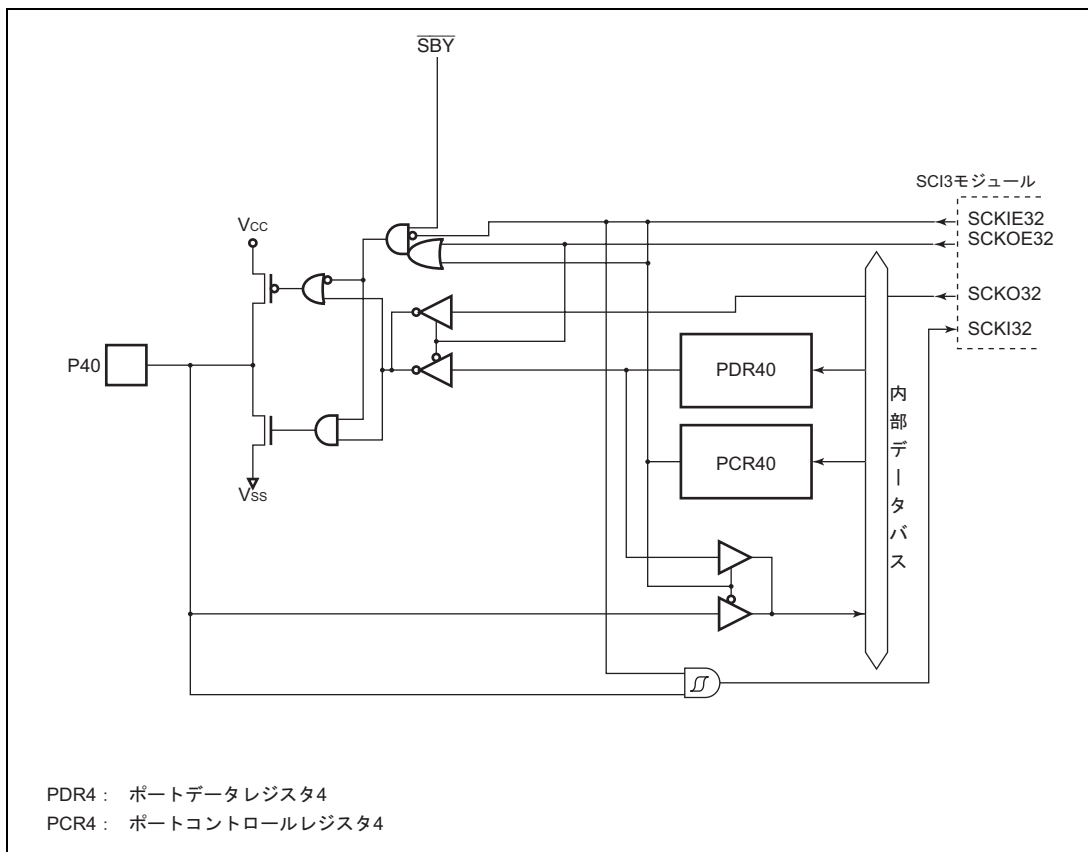 SBY
SCI3モジュール
SCKIE32
SCKOE32
SCKO32
SCKI32
VCC
P40
VSS
PDR40
PCR40
内部データバス
PDR4 : ポートデータレジスタ4
PCR4 : ポートコントロールレジスタ4